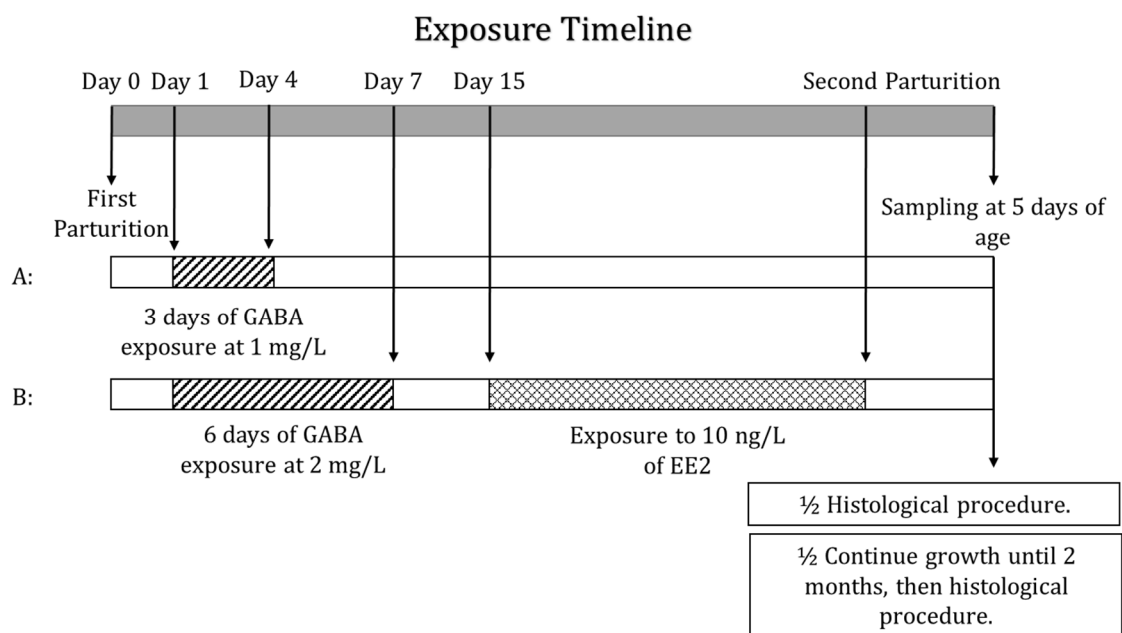 Exposure Timeline
Day 0 Day 1 Day 4 Day 7 Day 15 Second Parturition
First
Parturition
Sampling at 5 days of
age
A:
3 days of GABA
exposure at 1 mg/L
B:
6 days of GABA
exposure at 2 mg/L
Exposure to 10 ng/L
of EE2
½ Histological procedure.
½ Continue growth until 2
months, then histological
procedure.